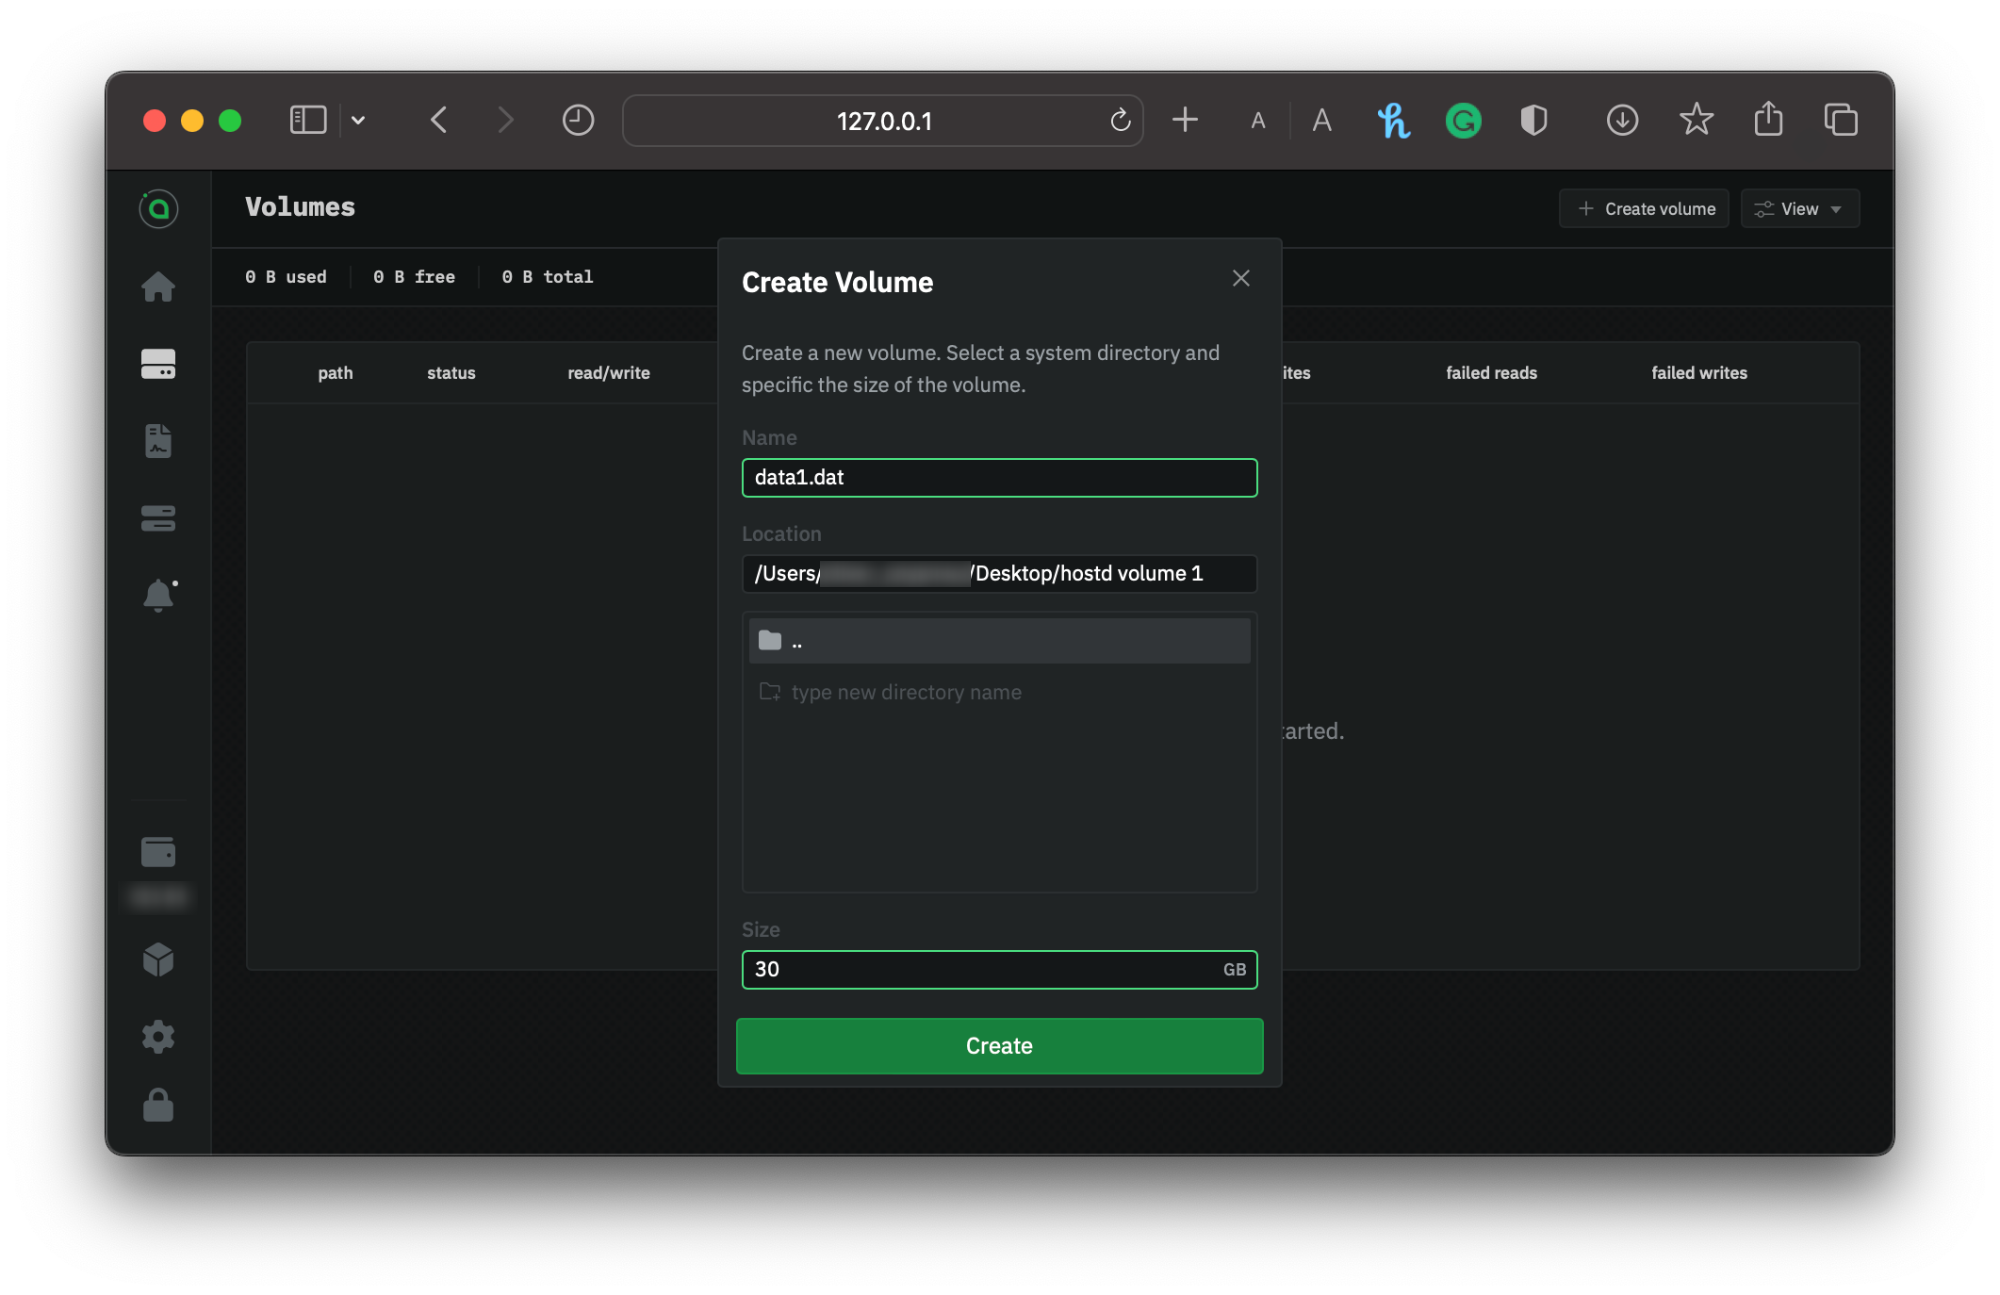 127.0.0.1
A A
Volumes
Create volume
View
0 B used
0 B free
0 B total
path status read/write ites failed reads failed writes
Create Volume
Create a new volume. Select a system directory and
specific the size of the volume.
Name
data1.dat
Location
/Users/ /Desktop/hostd volume 1
..
type new directory name
tarted.
Size
30 GB
Create